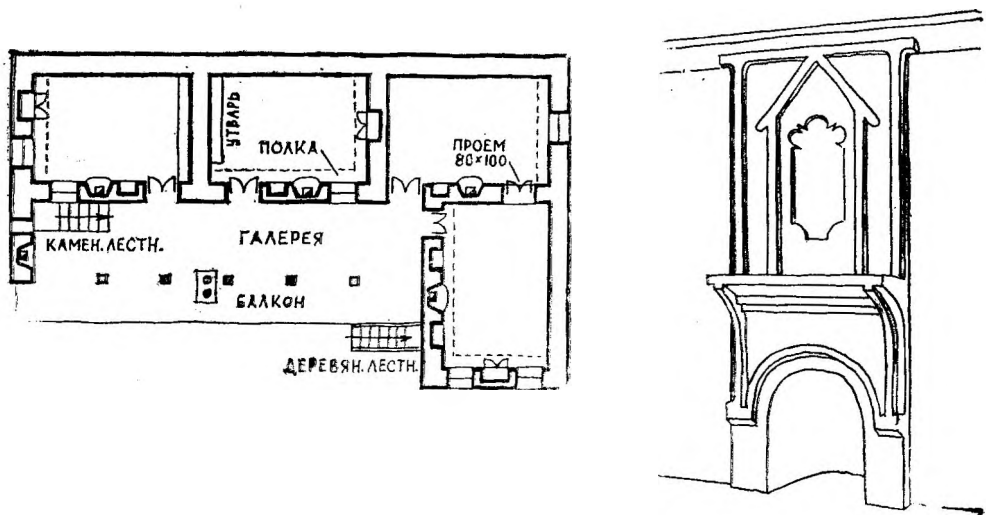 УТВАРЬ
ПОЛКА
ПРОЕМ
80×100
КАМЕН. ЛЕСТН.
ГАЛЕРЕЯ
БАЛКОН
ДЕРЕВЯН. ЛЕСТН.